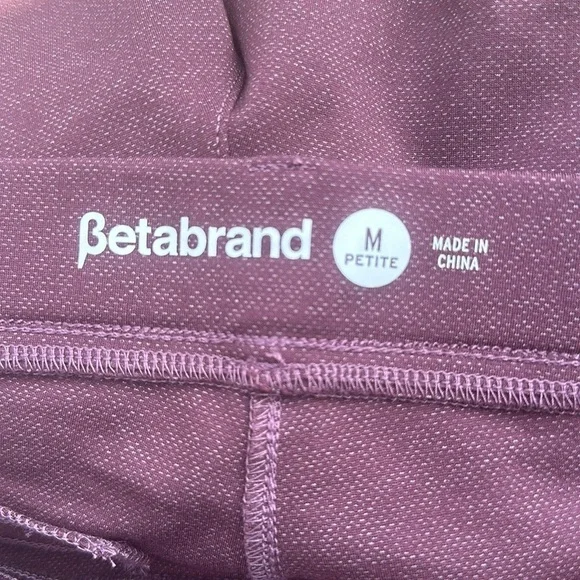 βetabrand
M
PETITE
MADE IN
CHINA